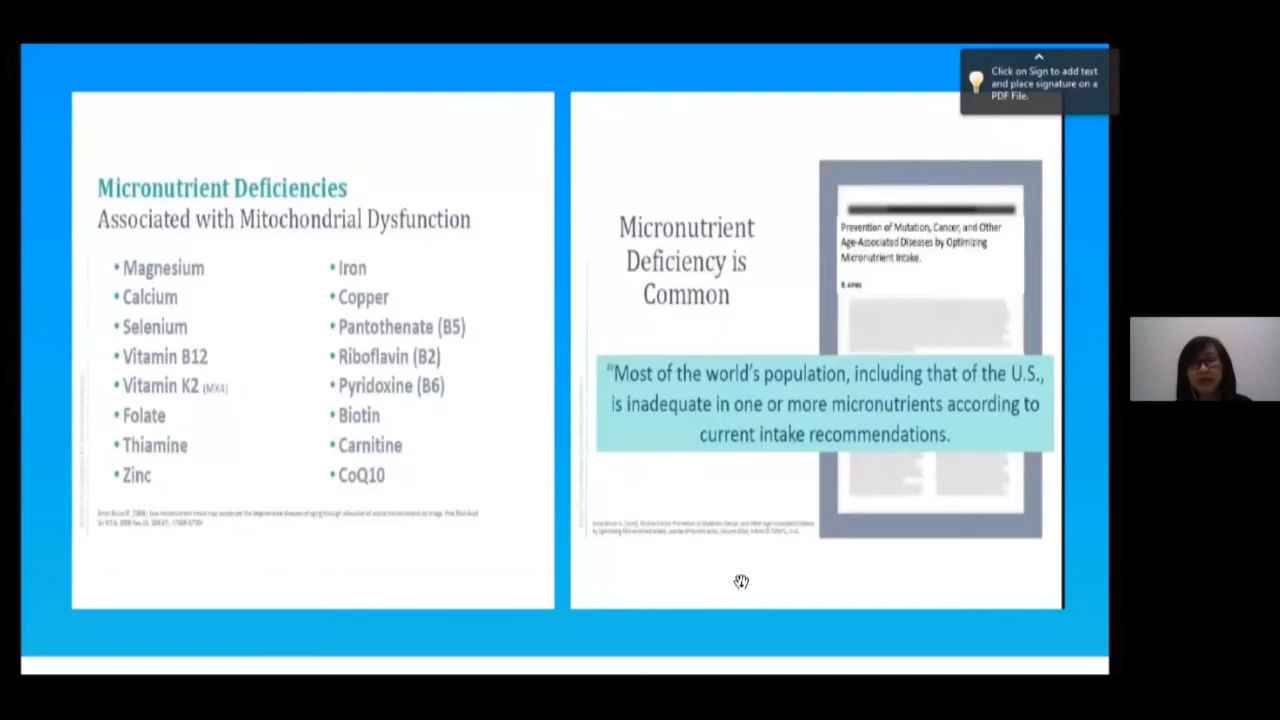 Click on Sign to add text
and place signature on a
PDF File.
Micronutrient Deficiencies
Associated with Mitochondrial Dysfunction
• Magnesium
• Calcium
• Selenium
• Vitamin B12
• Vitamin K2 (MK4)
• Folate
• Thiamine
• Zinc
• Iron
• Copper
• Pantothenate (B5)
• Riboflavin (B2)
• Pyridoxine (B6)
• Biotin
• Carnitine
• CoQ10
Micronutrient
Deficiency is
Common
Prevention of Mutation, Cancer, and Other
Age-Associated Diseases by Optimizing
Micronutrient Intake.
B Ames
"Most of the world's population, including that of the U.S.,
is inadequate in one or more micronutrients according to
current intake recommendations.